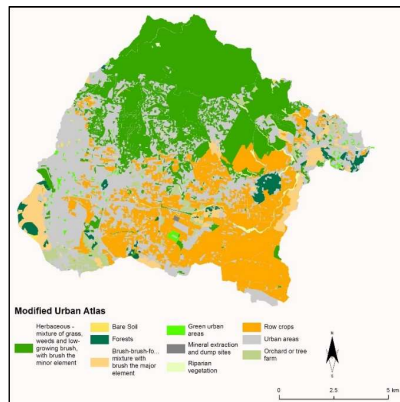 Modified Urban Atlas
Herbaceous -
mixture of grass,
weeds and low-
growing brush,
with brush the
minor element
Bare Soil
Forests
Brush-brush-fo...
mixture with
brush the major
element
Green urban
areas
Mineral extraction
and dump sites
Riparian
vegetation
Row crops
Urban areas
Orchard or tree
farm
N
0 2.5 5
km